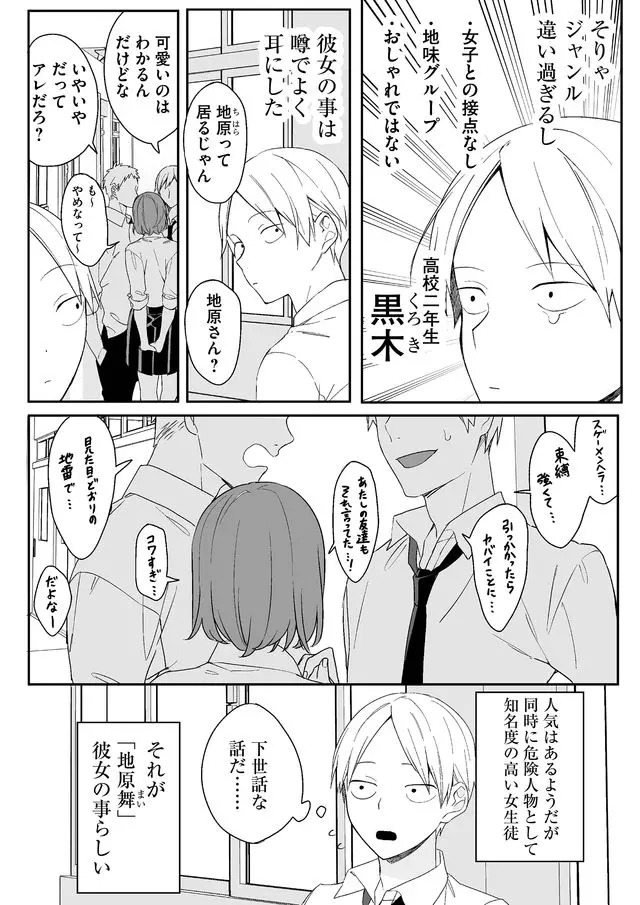 そりゃ
ジャンル
違い過ぎるし
・女子との接点なし
・地味グループ
・おしゃれではない
高校二年生
くろき
黒木
彼女の事は
噂でよく
耳にした
ちはら
地原って
居るじゃん
地原さん?
可愛いのは
わかるん
だけどな
いやいや
だって
アレだろ?
も〜
やめなって〜
スゲーメンヘラ…
束縛
強くて…
引っかかったら
ヤバイことに…
あたしの友達も
それ言ってた…!
コワすぎ…
見た目どおりの
地雷で…
だよなー
人気はあるようだが
同時に危険人物として
知名度の高い女生徒
下世話な
話だ……
それが
「地原舞」
まい
彼女の事らしい